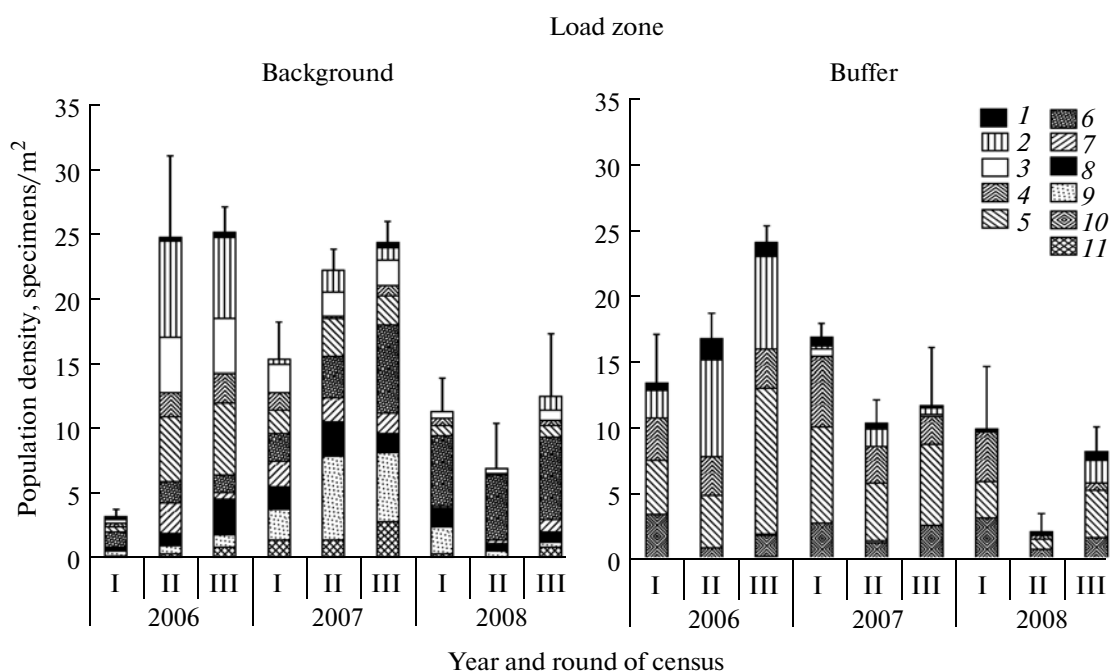 Load zone
Background
Buffer
Population density, specimens/m²
35
30
25
20
15
10
5
0
I II III I II III I II III
2006 2007 2008
35
30
25
20
15
10
5
0
I II III I II III I II III
2006 2007 2008
1 6
2 7
3 8
4 9
5 10
11
Year and round of census